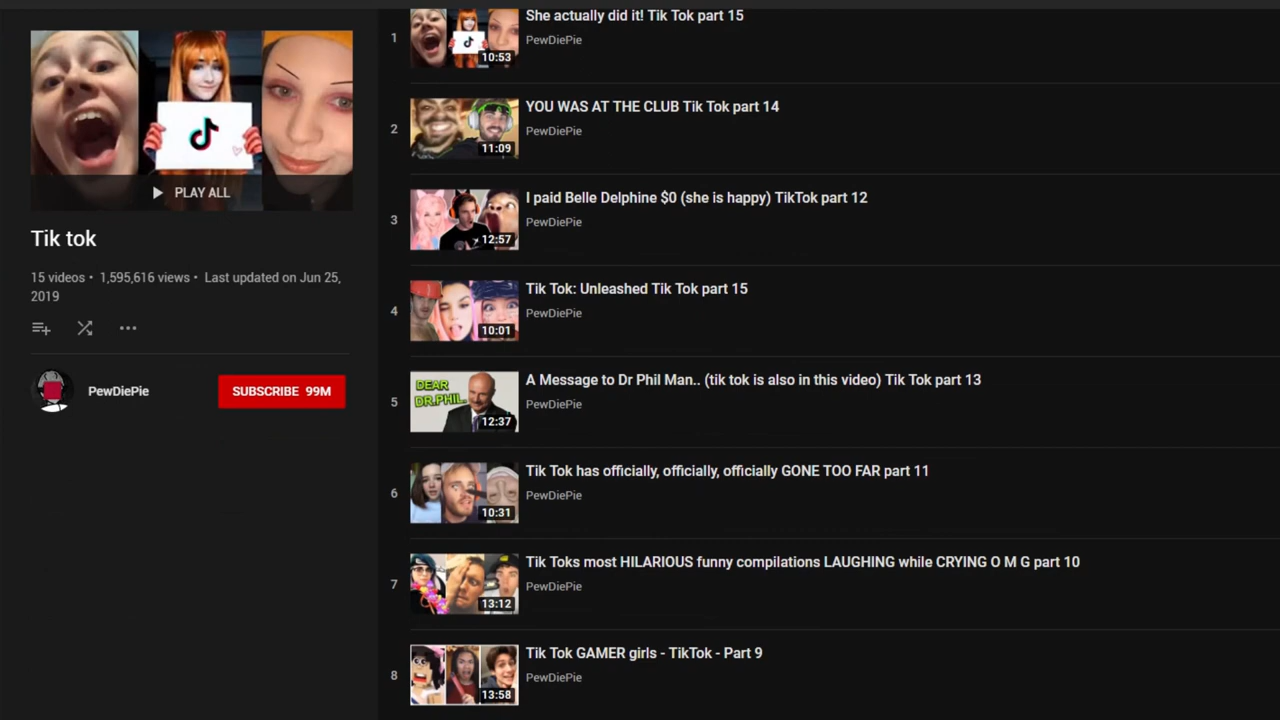 PLAY ALL
Tik tok
15 videos • 1,595,616 views • Last updated on Jun 25,
2019
PewDiePie
SUBSCRIBE 99M
1
10:53
She actually did it! Tik Tok part 15
PewDiePie
2
11:09
YOU WAS AT THE CLUB Tik Tok part 14
PewDiePie
3
12:57
I paid Belle Delphine $0 (she is happy) TikTok part 12
PewDiePie
4
10:01
Tik Tok: Unleashed Tik Tok part 15
PewDiePie
5
DEAR
DR.PHIL.
12:37
A Message to Dr Phil Man.. (tik tok is also in this video) Tik Tok part 13
PewDiePie
6
10:31
Tik Tok has officially, officially, officially GONE TOO FAR part 11
PewDiePie
7
13:12
Tik Toks most HILARIOUS funny compilations LAUGHING while CRYING O M G part 10
PewDiePie
8
13:58
Tik Tok GAMER girls - TikTok - Part 9
PewDiePie